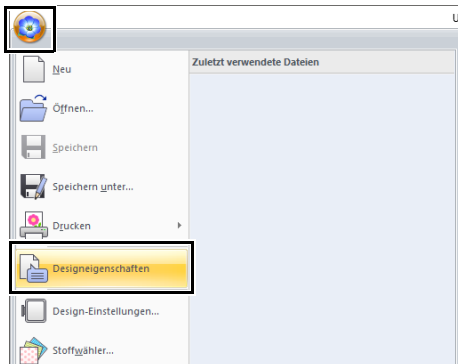 U
Zuletzt verwendete Dateien
Neu
Öffnen...
Speichern
Speichern unter...
Drucken
Designeigenschaften
Design-Einstellungen...
Stoffwähler...